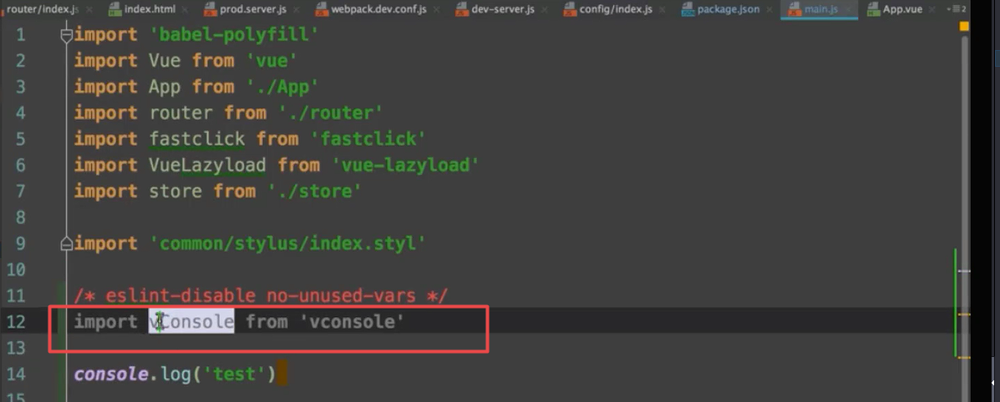 router/index.js index.html prod.server.js webpack.dev.conf.js dev-server.js config/index.js package.json main.js App.vue
1 import 'babel-polyfill'
2 import Vue from 'vue'
3 import App from './App'
4 import router from './router'
5 import fastclick from 'fastclick'
6 import VueLazyload from 'vue-lazyload'
7 import store from './store'
8
9 import 'common/stylus/index.styl'
10
11 /* eslint-disable no-unused-vars */
12 import vConsole from 'vconsole'
13
14 console.log('test')
15